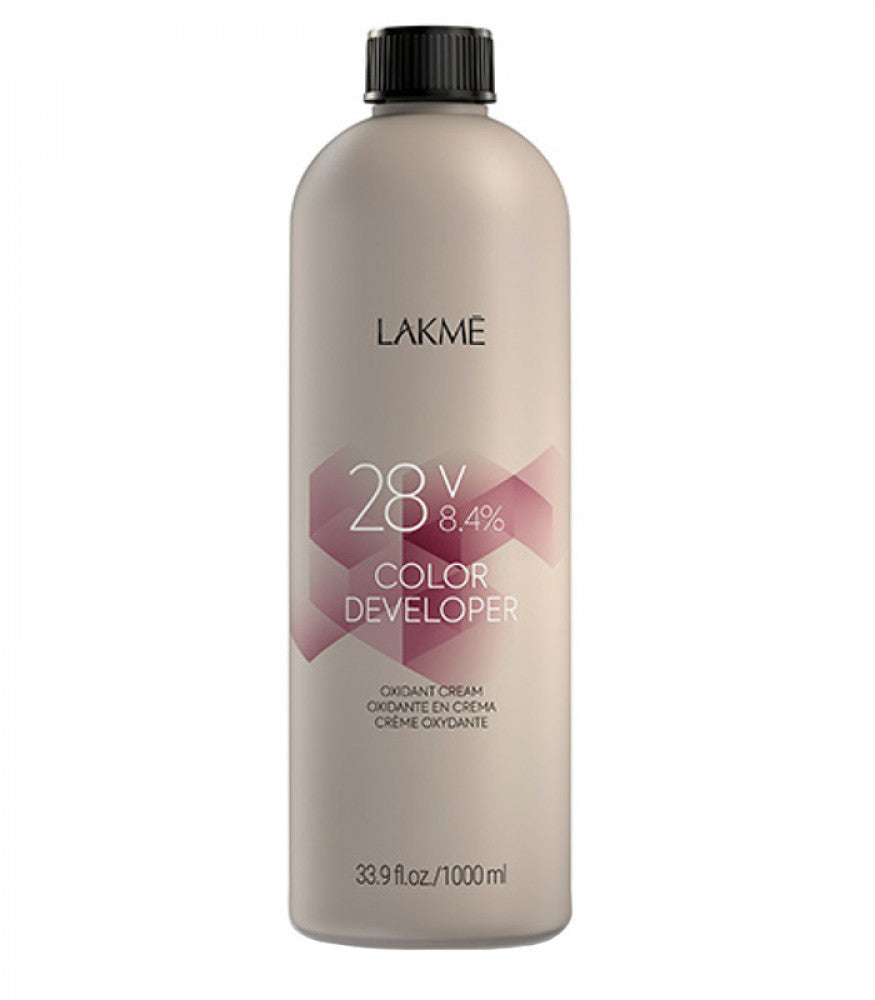 LAKMĒ
28 V
8.4%
COLOR
DEVELOPER
OXIDANT CREAM
OXIDANTE EN CREMA
CRÈME OXYDANTE
33.9 fl.oz./1000 ml